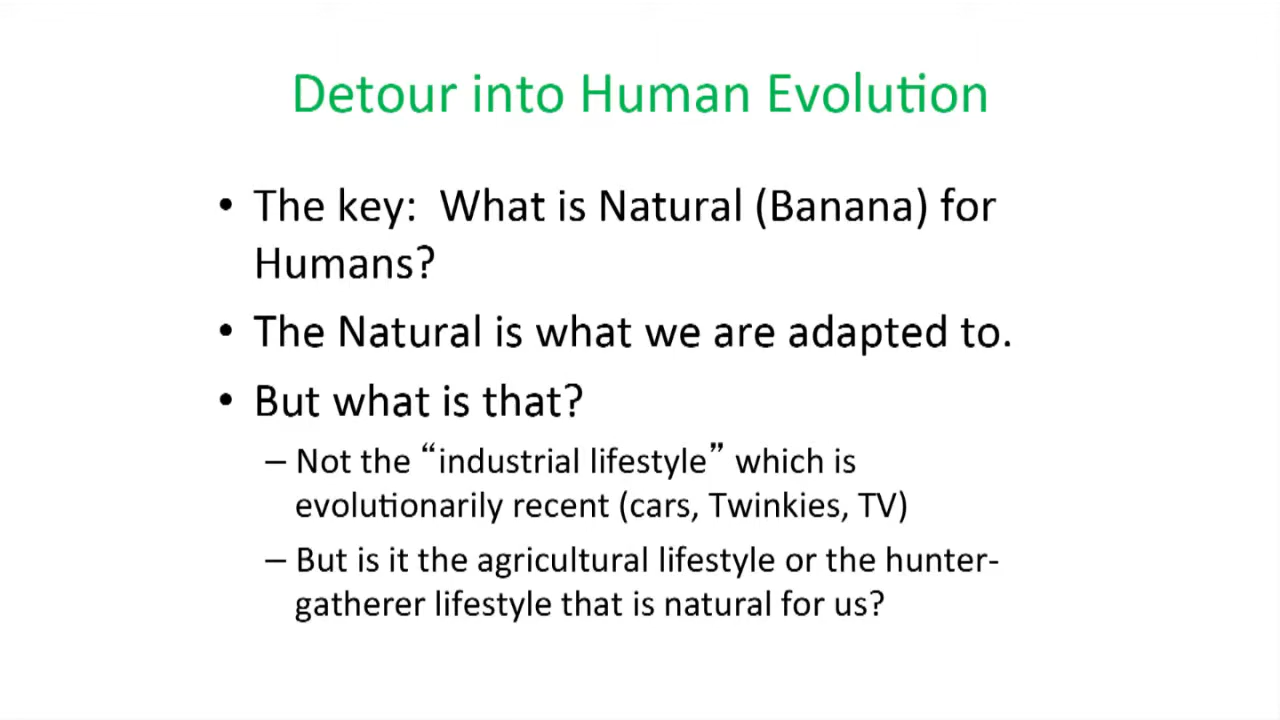 Detour into Human Evolution
• The key:  What is Natural (Banana) for
Humans?
• The Natural is what we are adapted to.
• But what is that?
– Not the “industrial lifestyle” which is
evolutionarily recent (cars, Twinkies, TV)
– But is it the agricultural lifestyle or the hunter-
gatherer lifestyle that is natural for us?